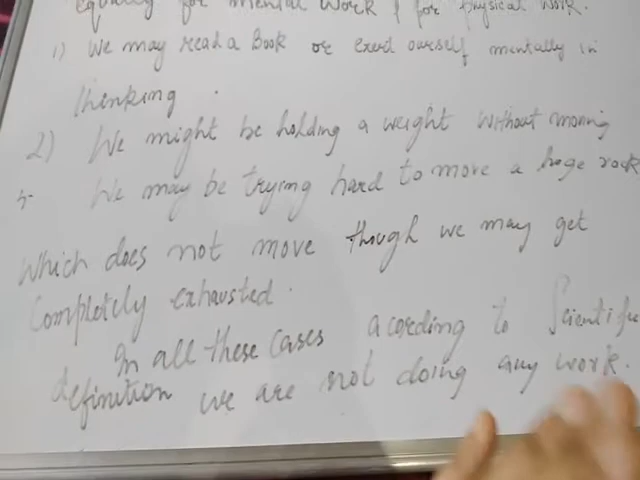 equally for mental work & for physical work.
1) We may read a Book or exert ourself mentally in
thinking .
2) We might be holding a weight without moving
We may be trying hard to move a huge rock
which does not move though we may get
completely exhausted .
In all these cases acording to Scientific
definition we are not doing any work.